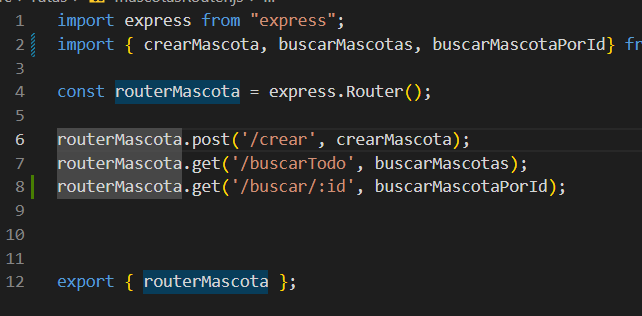 1 import express from "express";
2 import { crearMascota, buscarMascotas, buscarMascotaPorId}
3
4 const routerMascota = express.Router();
5
6 routerMascota.post('/crear', crearMascota);
7 routerMascota.get('/buscarTodo', buscarMascotas);
8 routerMascota.get('/buscar/:id', buscarMascotaPorId);
9
10
11
12 export { routerMascota };